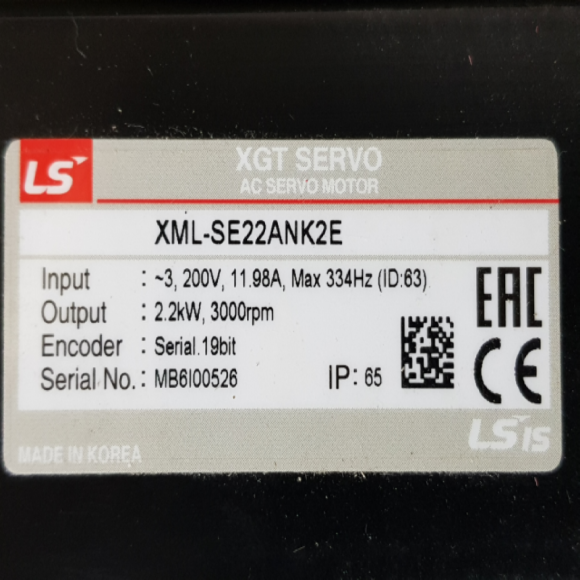 LS
XGT SERVO
AC SERVO MOTOR
XML-SE22ANK2E
Input : ~3, 200V, 11.98A, Max 334Hz (ID:63)
Output : 2.2kW, 3000rpm
Encoder : Serial.19bit
Serial No. : MB6I00526
IP: 65
EAC
CE
LS IS
MADE IN KOREA